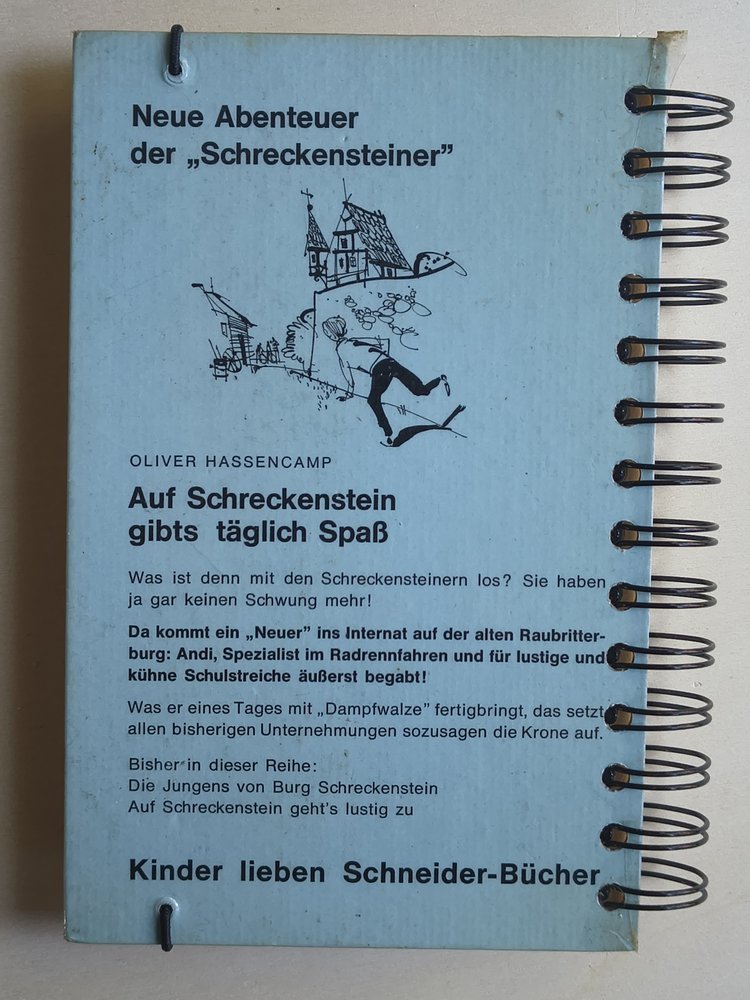 Neue Abenteuer
der „Schreckensteiner”
OLIVER HASSENCAMP
Auf Schreckenstein
gibts täglich Spaß
Was ist denn mit den Schreckensteinern los? Sie haben
ja gar keinen Schwung mehr!
Da kommt ein „Neuer” ins Internat auf der alten Raubritter-
burg: Andi, Spezialist im Radrennfahren und für lustige und
kühne Schulstreiche äußerst begabt!
Was er eines Tages mit „Dampfwalze” fertigbringt, das setzt
allen bisherigen Unternehmungen sozusagen die Krone auf.
Bisher in dieser Reihe:
Die Jungens von Burg Schreckenstein
Auf Schreckenstein geht's lustig zu
Kinder lieben Schneider-Bücher